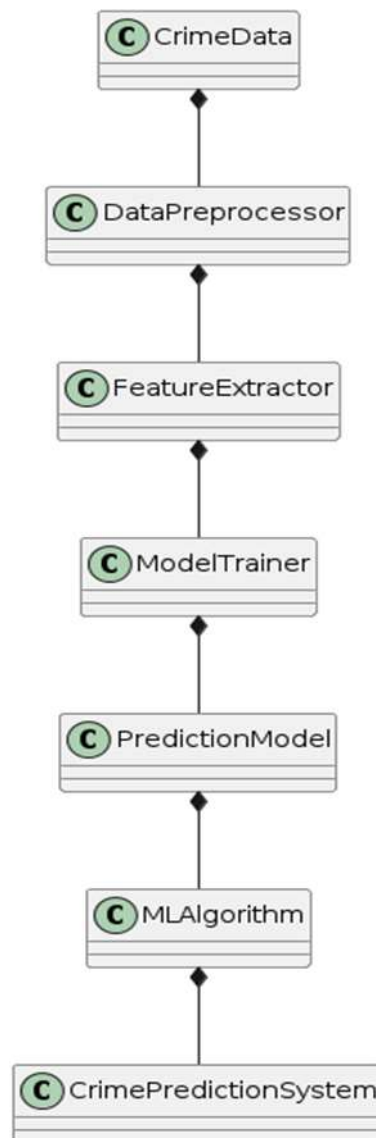 C CrimeData
C DataPreprocessor
C FeatureExtractor
C ModelTrainer
C PredictionModel
C MLAlgorithm
C CrimePredictionSystem